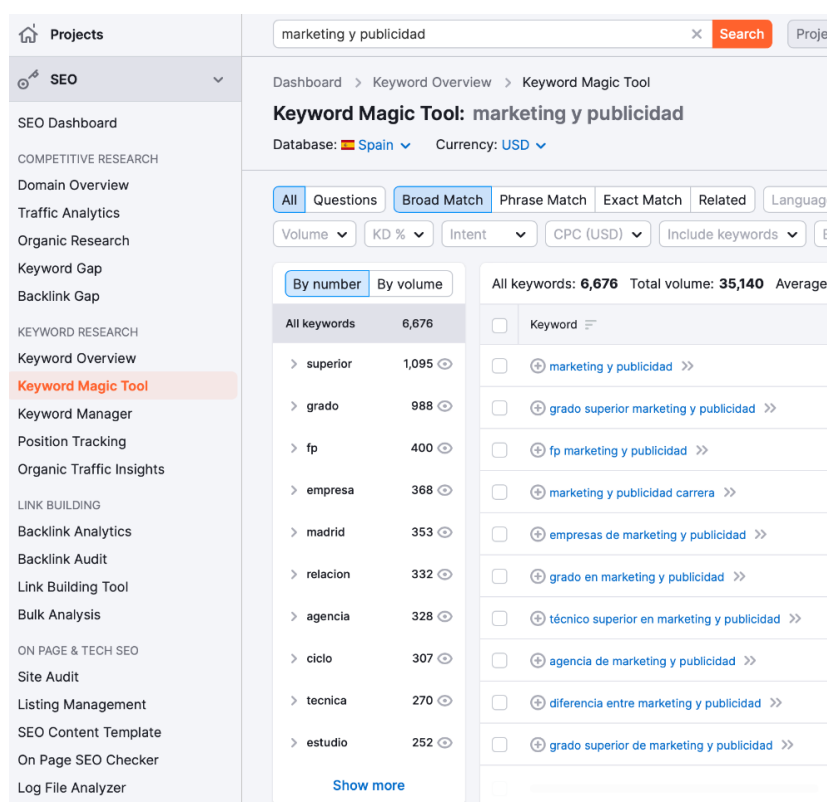 Projects
SEO
SEO Dashboard
COMPETITIVE RESEARCH
Domain Overview
Traffic Analytics
Organic Research
Keyword Gap
Backlink Gap
KEYWORD RESEARCH
Keyword Overview
Keyword Magic Tool
Keyword Manager
Position Tracking
Organic Traffic Insights
LINK BUILDING
Backlink Analytics
Backlink Audit
Link Building Tool
Bulk Analysis
ON PAGE & TECH SEO
Site Audit
Listing Management
SEO Content Template
On Page SEO Checker
Log File Analyzer
marketing y publicidad Search Proje
Dashboard > Keyword Overview > Keyword Magic Tool
Keyword Magic Tool: marketing y publicidad
Database: Spain Currency: USD
All Questions Broad Match Phrase Match Exact Match Related Languag
Volume KD % Intent CPC (USD) Include keywords E
By number By volume
All keywords 6,676
superior 1,095
grado 988
fp 400
empresa 368
madrid 353
relacion 332
agencia 328
ciclo 307
tecnica 270
estudio 252
Show more
All keywords: 6,676 Total volume: 35,140 Average
Keyword
marketing y publicidad
grado superior marketing y publicidad
fp marketing y publicidad
marketing y publicidad carrera
empresas de marketing y publicidad
grado en marketing y publicidad
técnico superior en marketing y publicidad
agencia de marketing y publicidad
diferencia entre marketing y publicidad
grado superior de marketing y publicidad